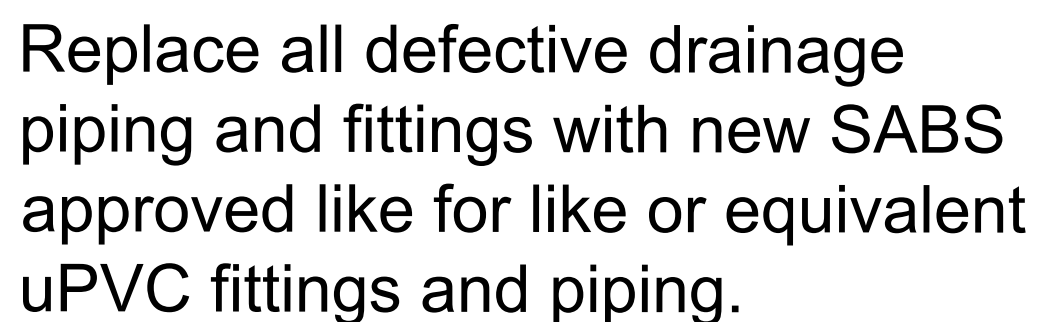 Replace all defective drainage
piping and fittings with new SABS
approved like for like or equivalent
uPVC fittings and piping.